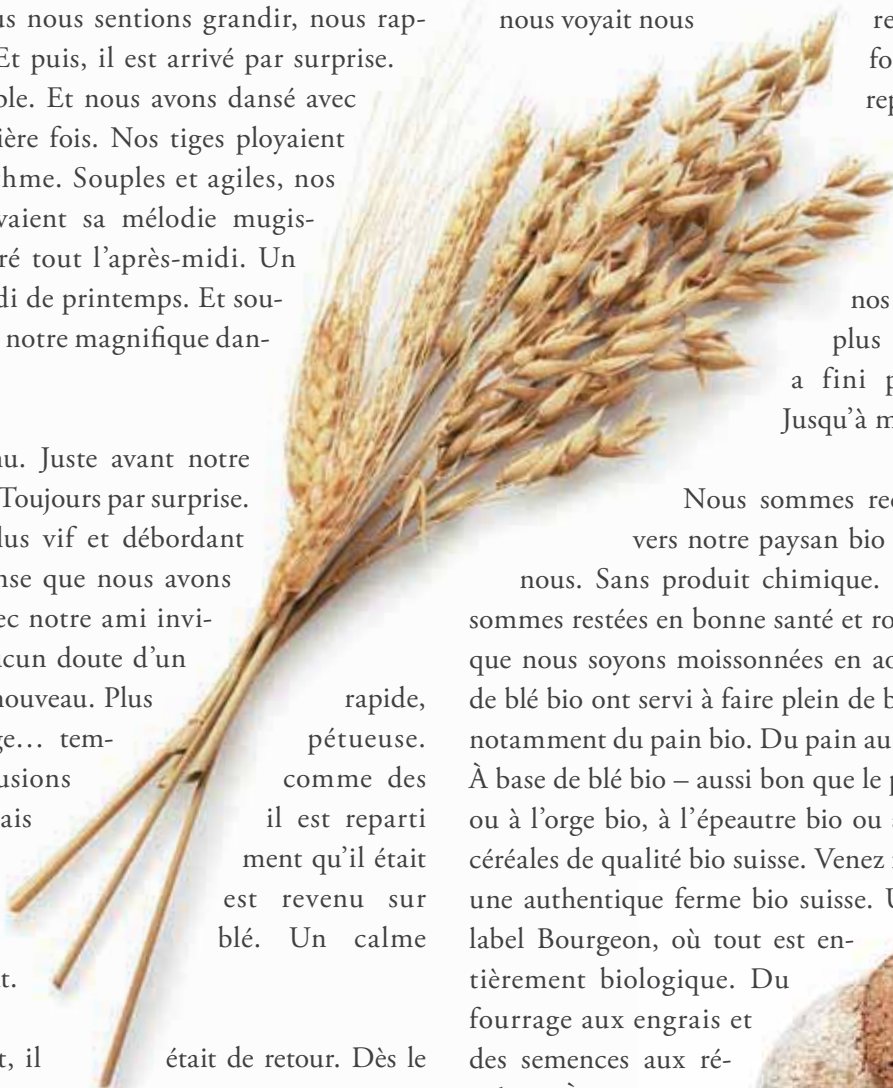 us nous sentions grandir, nous rap-
Et puis, il est arrivé par surprise.
ble. Et nous avons dansé avec
ière fois. Nos tiges ployaient
hme. Souples et agiles, nos
vaient sa mélodie mugis-
ré tout l'après-midi. Un
di de printemps. Et sou-
notre magnifique dan-
nu. Juste avant notre
Toujours par surprise.
lus vif et débordant
nse que nous avons
ec notre ami invi-
ucun doute d'un
nouveau. Plus rapide,
ge… tem- pétueuse.
usions comme des
ais il est reparti
ment qu'il était
est revenu sur
blé. Un calme
t.
t, il était de retour. Dès le
nous voyait nous re
fo
rep
nos
plus
a fini p
Jusqu'à m
Nous sommes rec
vers notre paysan bio
nous. Sans produit chimique.
sommes restées en bonne santé et ro
que nous soyons moissonnées en ao
de blé bio ont servi à faire plein de b
notamment du pain bio. Du pain au
À base de blé bio – aussi bon que le p
ou à l'orge bio, à l'épeautre bio ou
céréales de qualité bio suisse. Venez
une authentique ferme bio suisse. U
label Bourgeon, où tout est en-
tièrement biologique. Du
fourrage aux engrais et
des semences aux ré-